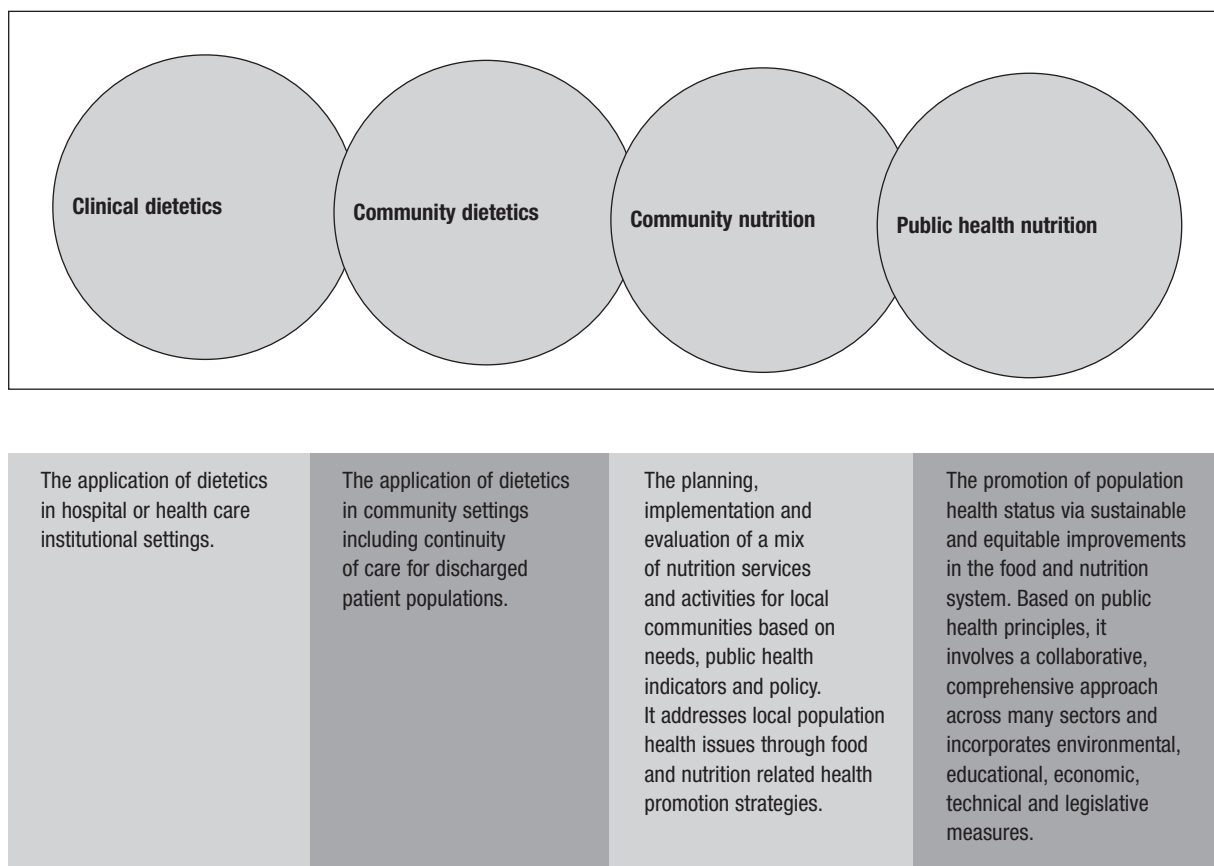 Clinical dietetics
Community dietetics
Community nutrition
Public health nutrition
The application of dietetics
in hospital or health care
institutional settings.
The application of dietetics
in community settings
including continuity
of care for discharged
patient populations.
The planning,
implementation and
evaluation of a mix
of nutrition services
and activities for local
communities based on
needs, public health
indicators and policy.
It addresses local population
health issues through food
and nutrition related health
promotion strategies.
The promotion of population
health status via sustainable
and equitable improvements
in the food and nutrition
system. Based on public
health principles, it
involves a collaborative,
comprehensive approach
across many sectors and
incorporates environmental,
educational, economic,
technical and legislative
measures.